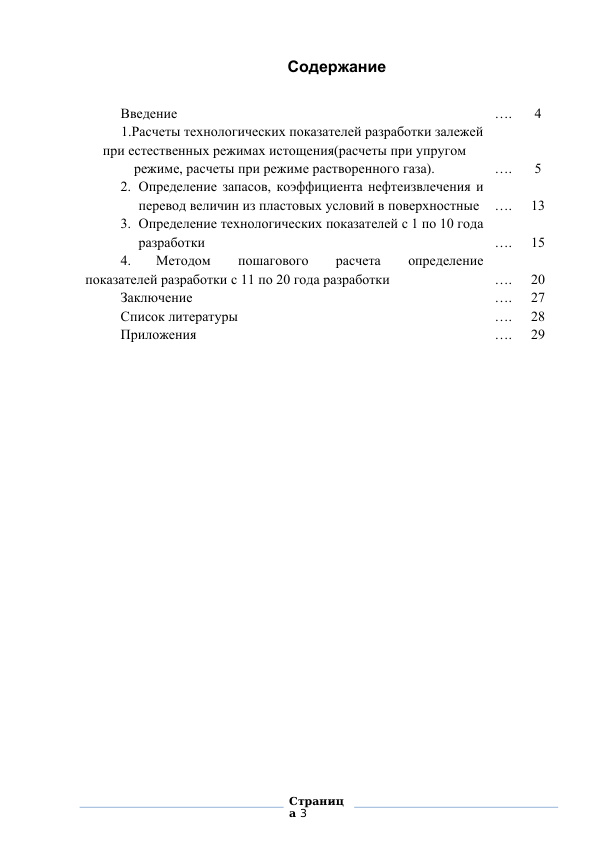 Содержание
Введение …. 4
1.Расчеты технологических показателей разработки залежей
при естественных режимах истощения(расчеты при упругом
режиме, расчеты при режиме растворенного газа). …. 5
2. Определение запасов, коэффициента нефтеизвлечения и
перевод величин из пластовых условий в поверхностные …. 13
3. Определение технологических показателей с 1 по 10 года
разработки …. 15
4. Методом пошагового расчета определение
показателей разработки с 11 по 20 года разработки …. 20
Заключение …. 27
Список литературы …. 28
Приложения …. 29
Страниц
а 3